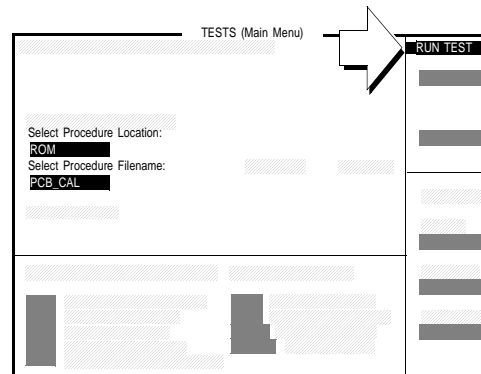 TESTS (Main Menu)
RUN TEST
Select Procedure Location:
ROM
Select Procedure Filename:
PCB_CAL